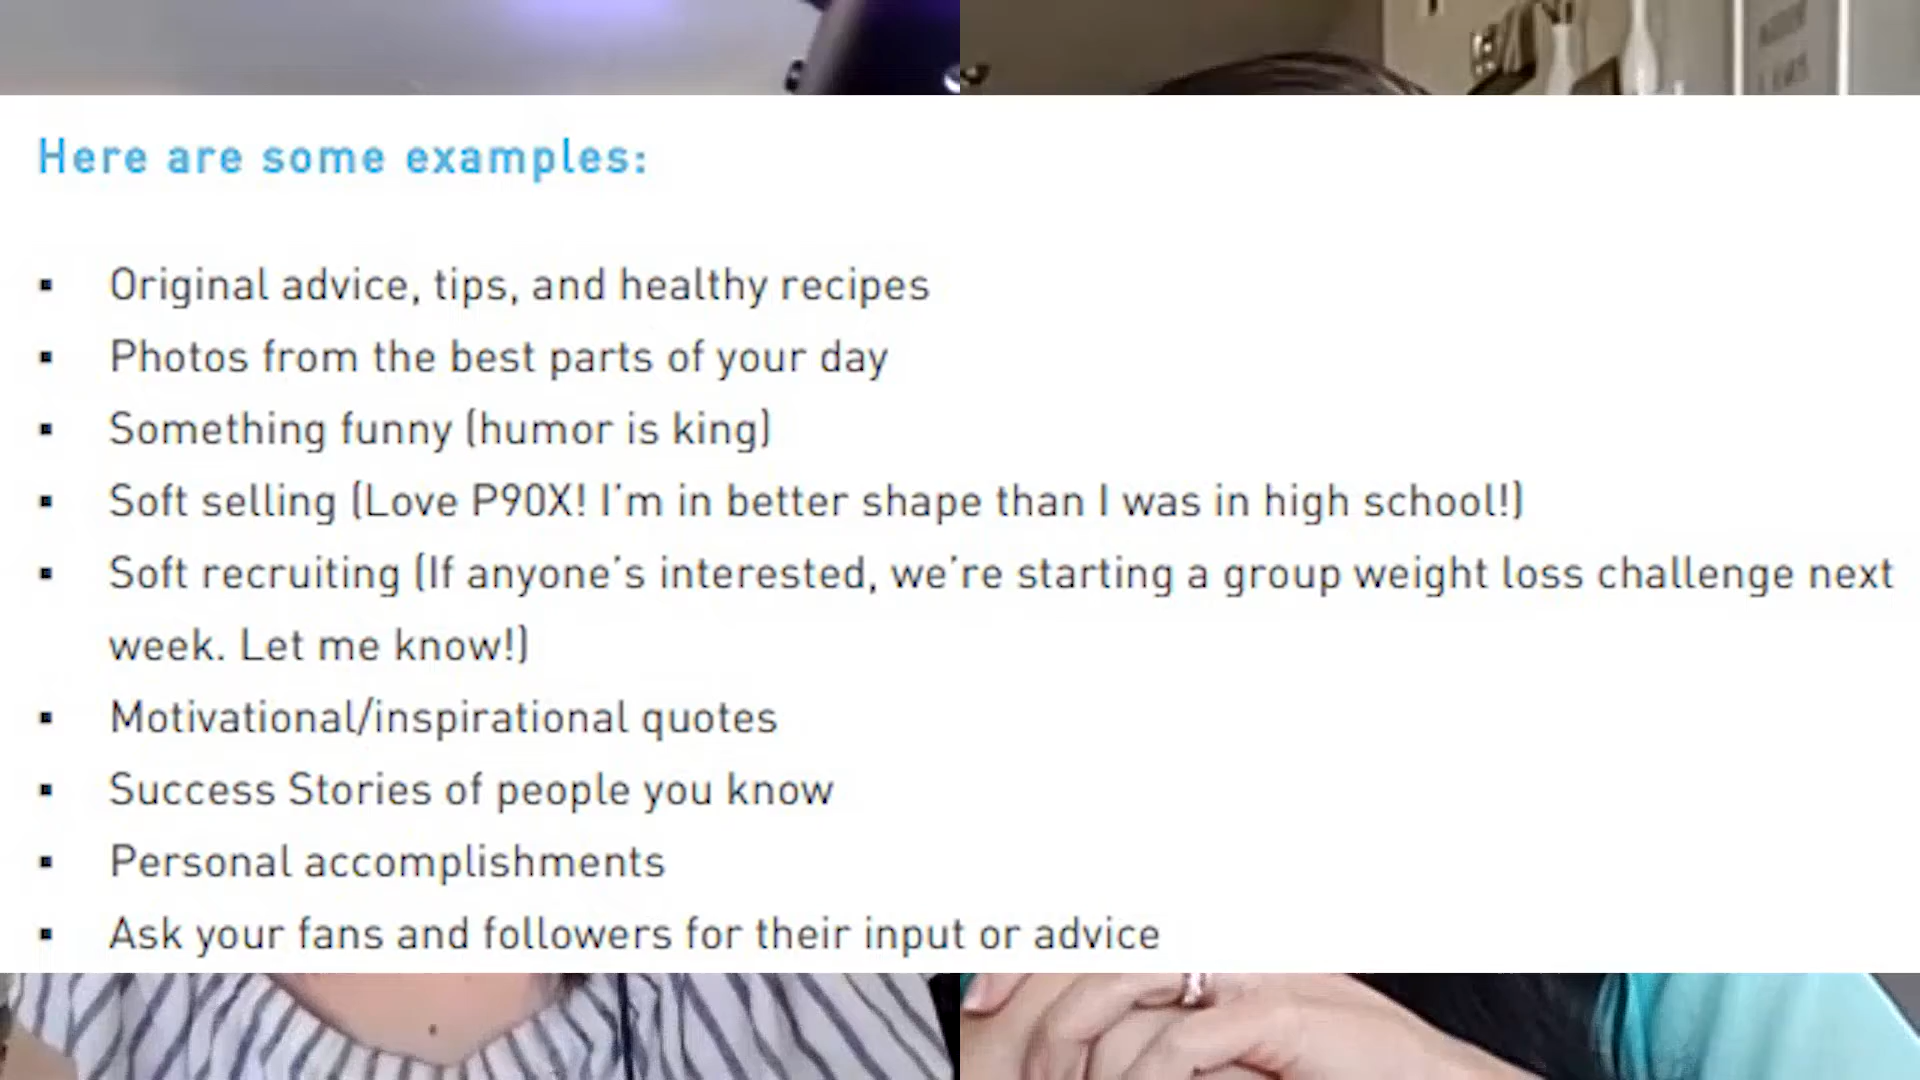 Here are some examples:
▪ Original advice, tips, and healthy recipes
▪ Photos from the best parts of your day
▪ Something funny (humor is king)
▪ Soft selling (Love P90X! I'm in better shape than I was in high school!)
▪ Soft recruiting (If anyone's interested, we're starting a group weight loss challenge next
week. Let me know!)
▪ Motivational/inspirational quotes
▪ Success Stories of people you know
▪ Personal accomplishments
▪ Ask your fans and followers for their input or advice